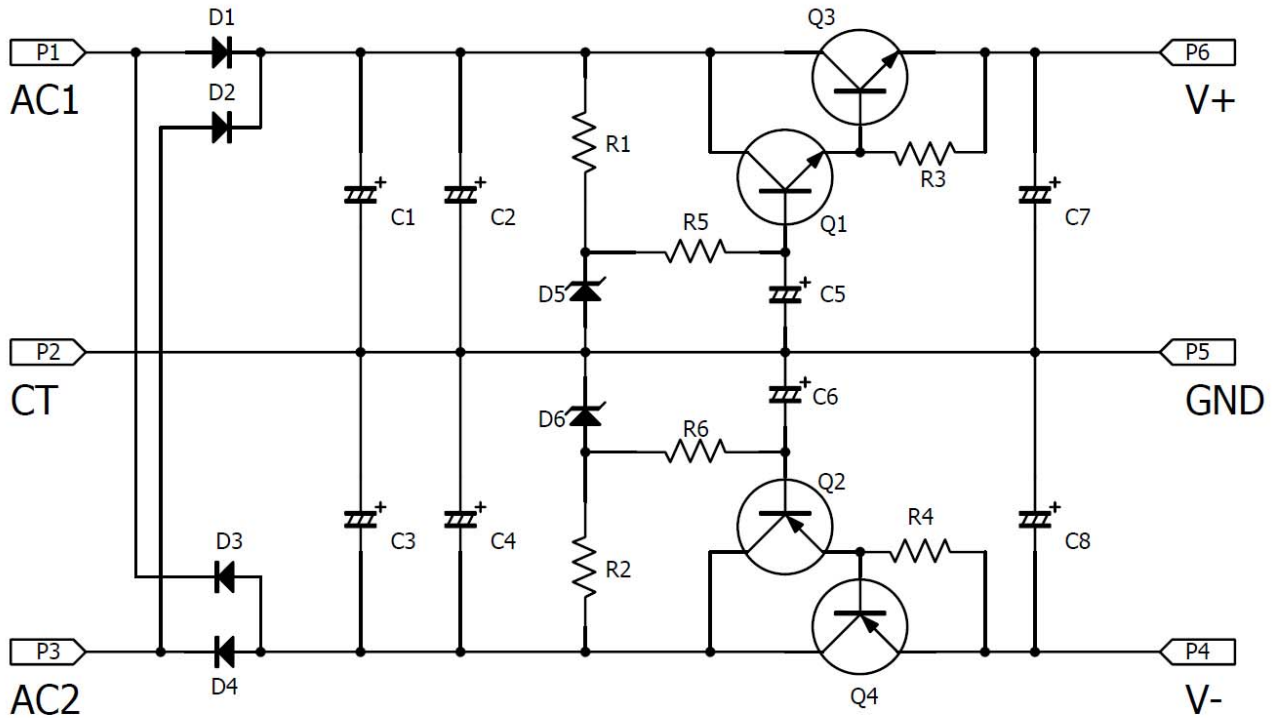 D1
Q3
P1
P6
AC1
D2
V+
R1
R3
+
C1
+
C2
Q1
+
C7
R5
D5
+
C5
P2
P5
CT
GND
D6
+
C6
R6
Q2
+
C3
+
C4
R4
+
C8
D3
R2
P3
P4
AC2
D4
Q4
V-